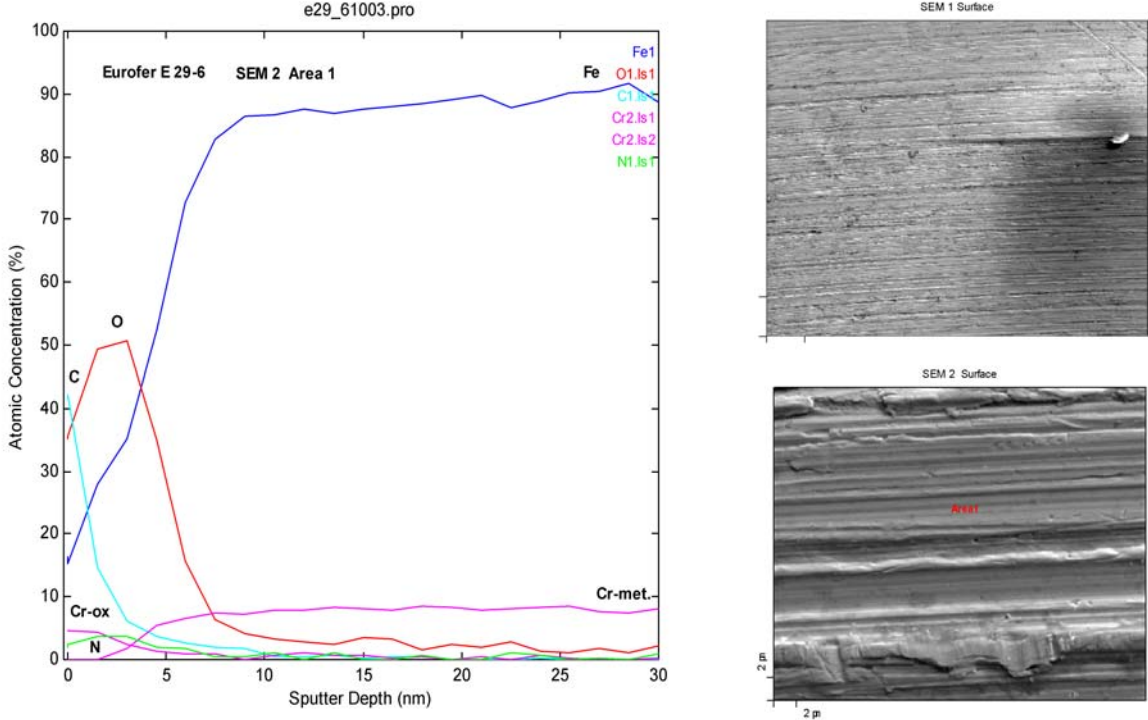 e29_61003.pro
Eurofer E 29-6 SEM 2 Area 1 Fe
Fe1
O1.ls1
C1.ls1
Cr2.ls1
Cr2.ls2
N1.ls1
O
C
Cr-ox
N
Cr-met.
Atomic Concentration (%)
100
90
80
70
60
50
40
30
20
10
0
0 5 10 15 20 25 30
Sputter Depth (nm)
SEM 1 Surface
SEM 2 Surface
Area1
2 µm
2 µm